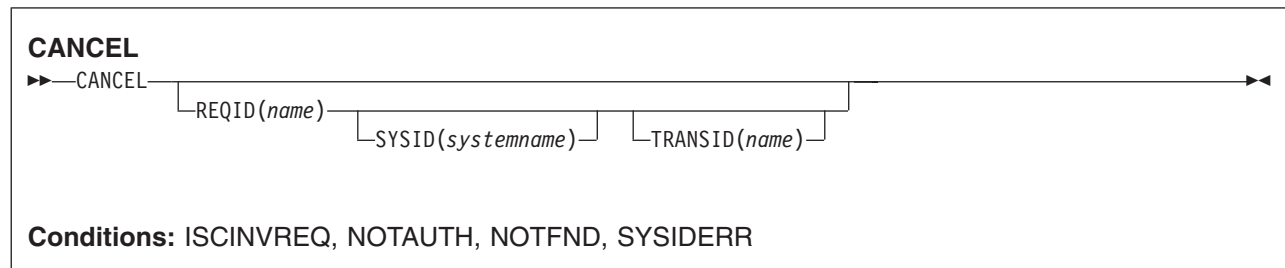 CANCEL
CANCEL
REQID(name)
SYSID(systemname) TRANSID(name)
Conditions: ISCINVREQ, NOTAUTH, NOTFND, SYSIDERR